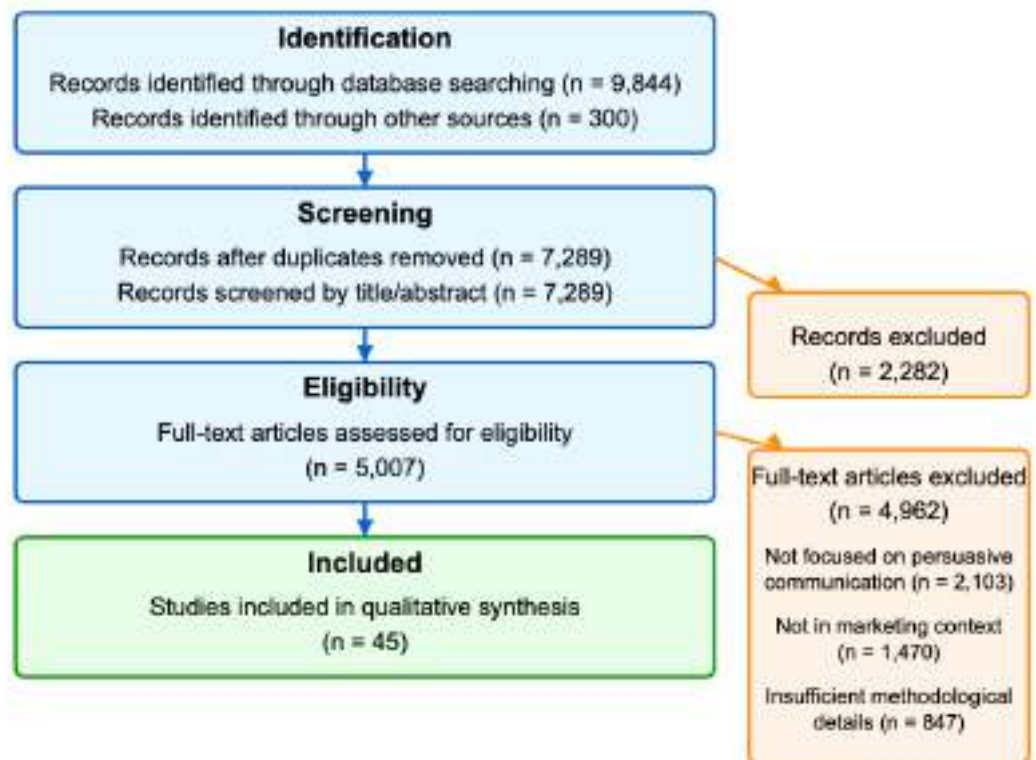 Identification
Records identified through database searching (n = 9,844)
Records identified through other sources (n = 300)
Screening
Records after duplicates removed (n = 7,289)
Records screened by title/abstract (n = 7,289)
Records excluded
(n = 2,282)
Eligibility
Full-text articles assessed for eligibility
(n = 5,007)
Full-text articles excluded
(n = 4,962)
Not focused on persuasive
communication (n = 2,103)
Not in marketing context
(n = 1,470)
Insufficient methodological
details (n = 847)
Included
Studies included in qualitative synthesis
(n = 45)